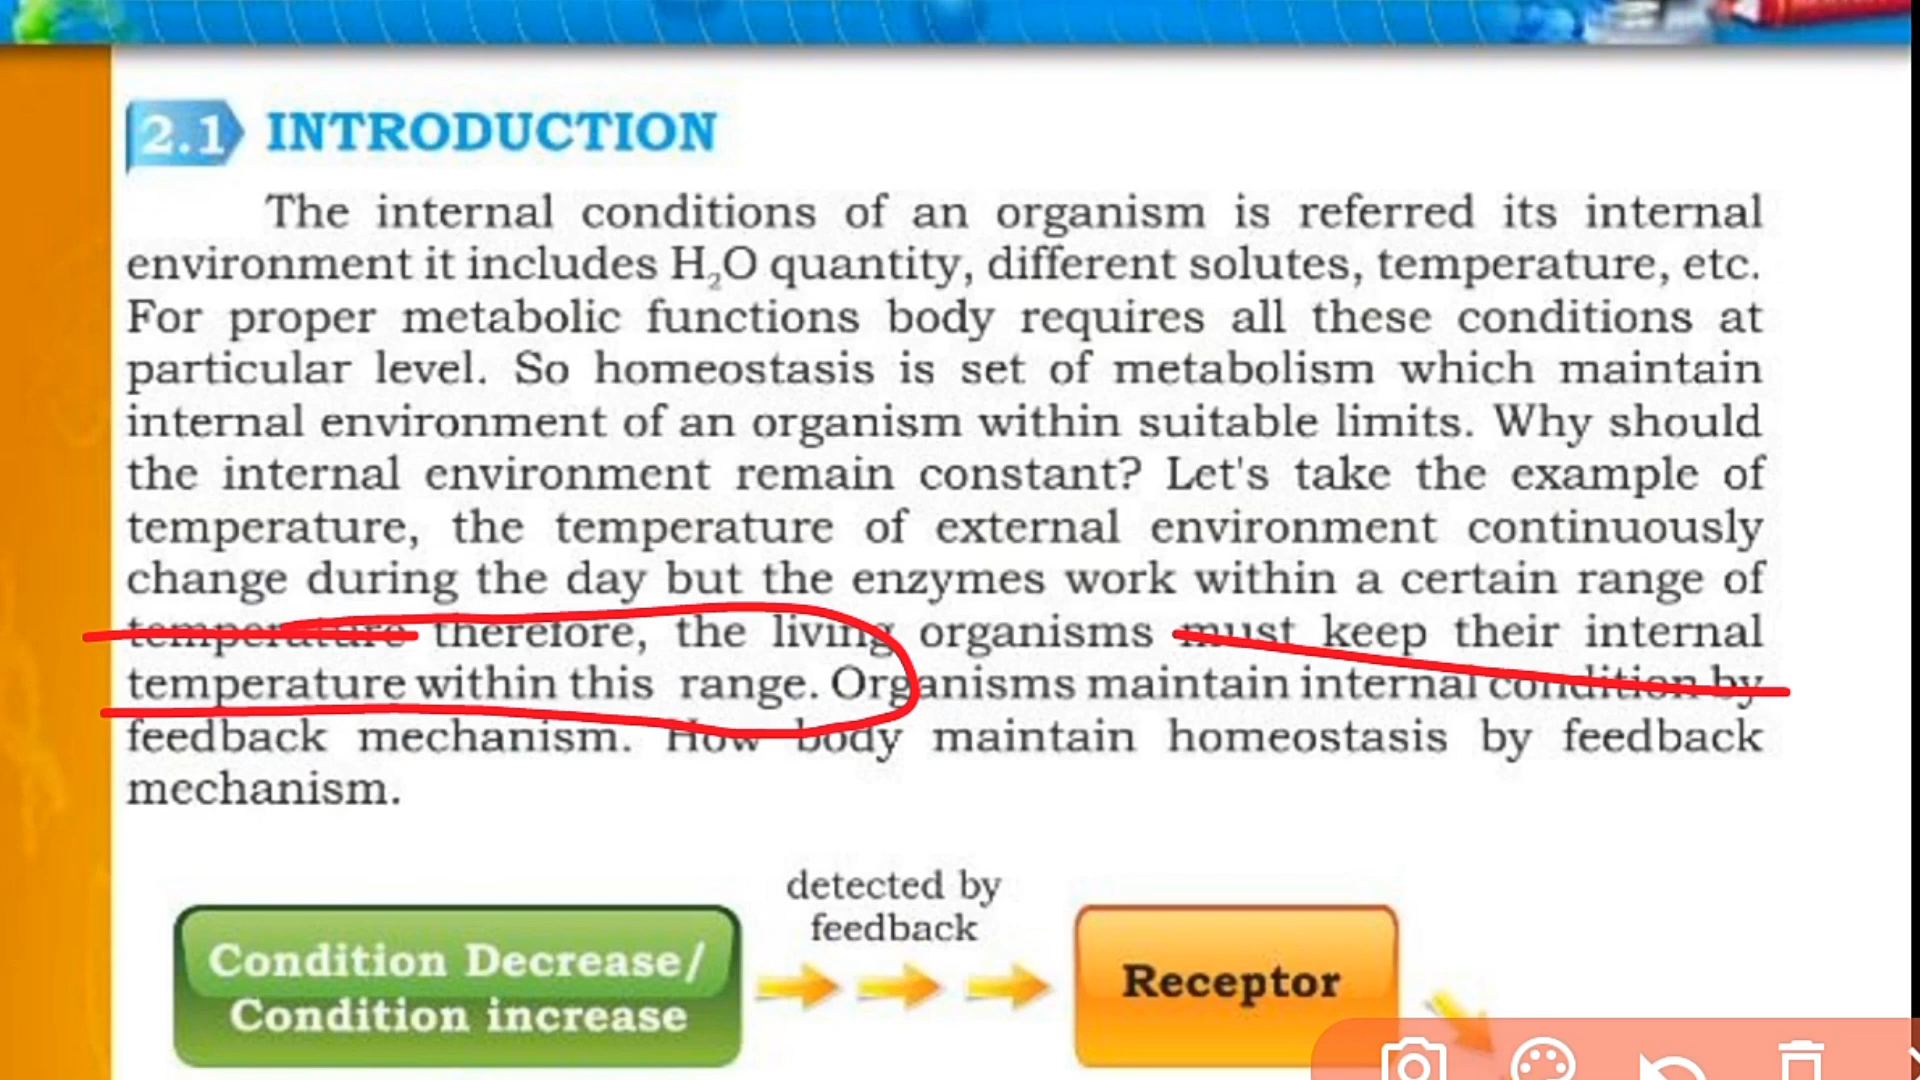 2.1 INTRODUCTION
The internal conditions of an organism is referred its internal
environment it includes H₂O quantity, different solutes, temperature, etc.
For proper metabolic functions body requires all these conditions at
particular level. So homeostasis is set of metabolism which maintain
internal environment of an organism within suitable limits. Why should
the internal environment remain constant? Let's take the example of
temperature, the temperature of external environment continuously
change during the day but the enzymes work within a certain range of
temperature therefore, the living organisms must keep their internal
temperature within this range. Organisms maintain internal condition by
feedback mechanism. How body maintain homeostasis by feedback
mechanism.
detected by
feedback
Condition Decrease/
Condition increase
Receptor